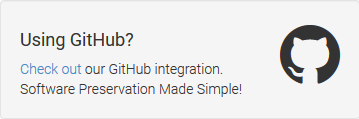 Using GitHub?
Check out our GitHub integration.
Software Preservation Made Simple!